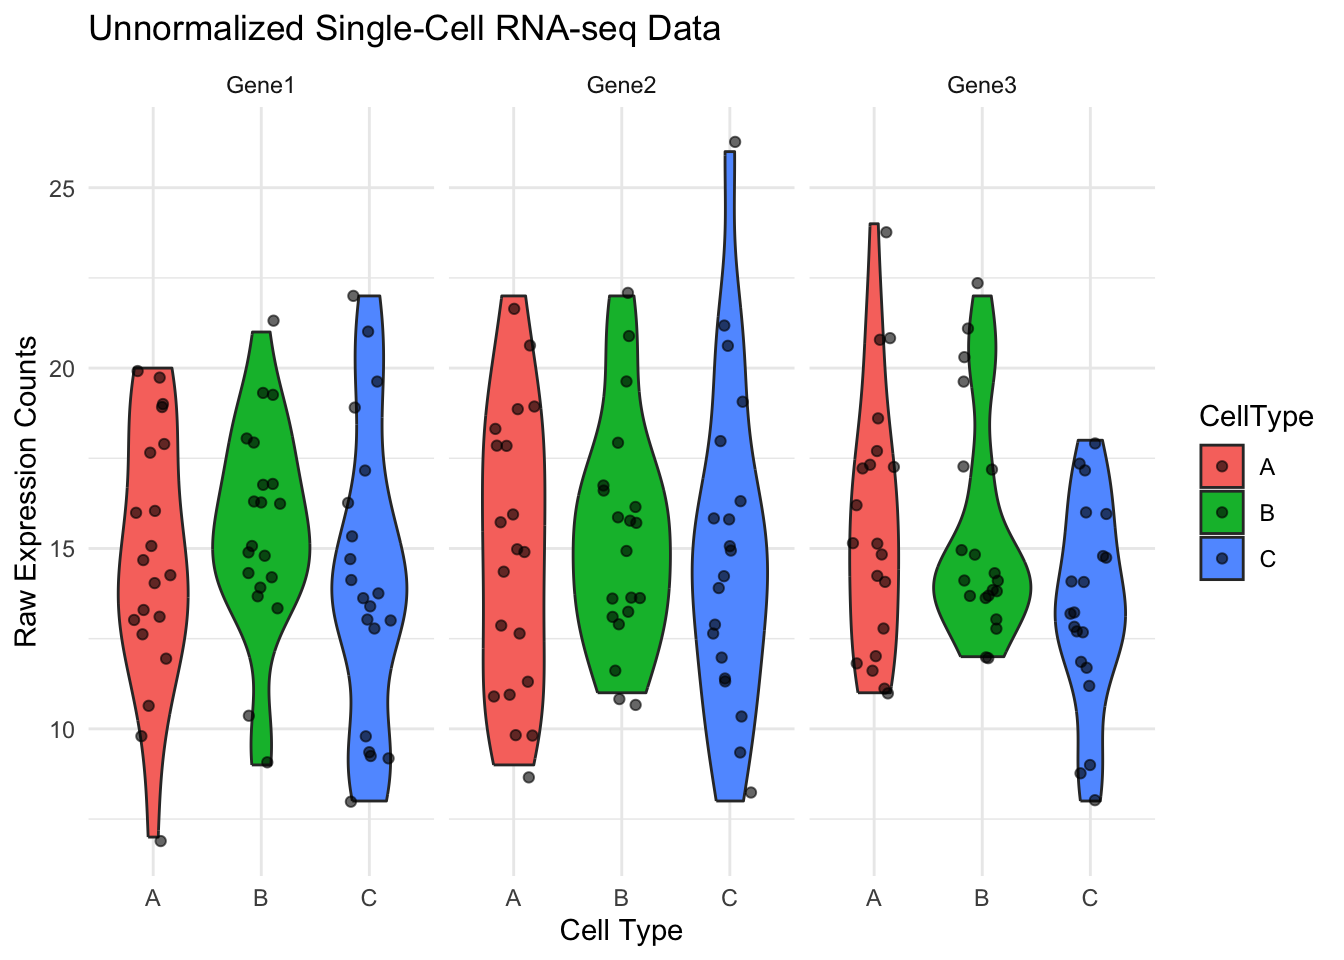 Unnormalized Single-Cell RNA-seq Data
Gene1 Gene2 Gene3
Raw Expression Counts
25
20
15
10
A B C A B C A B C
Cell Type
CellType
A
B
C